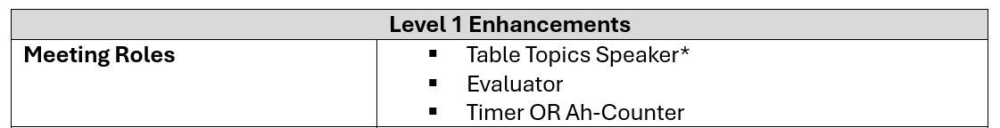 Level 1 Enhancements
Meeting Roles
▪ Table Topics Speaker*
▪ Evaluator
▪ Timer OR Ah-Counter